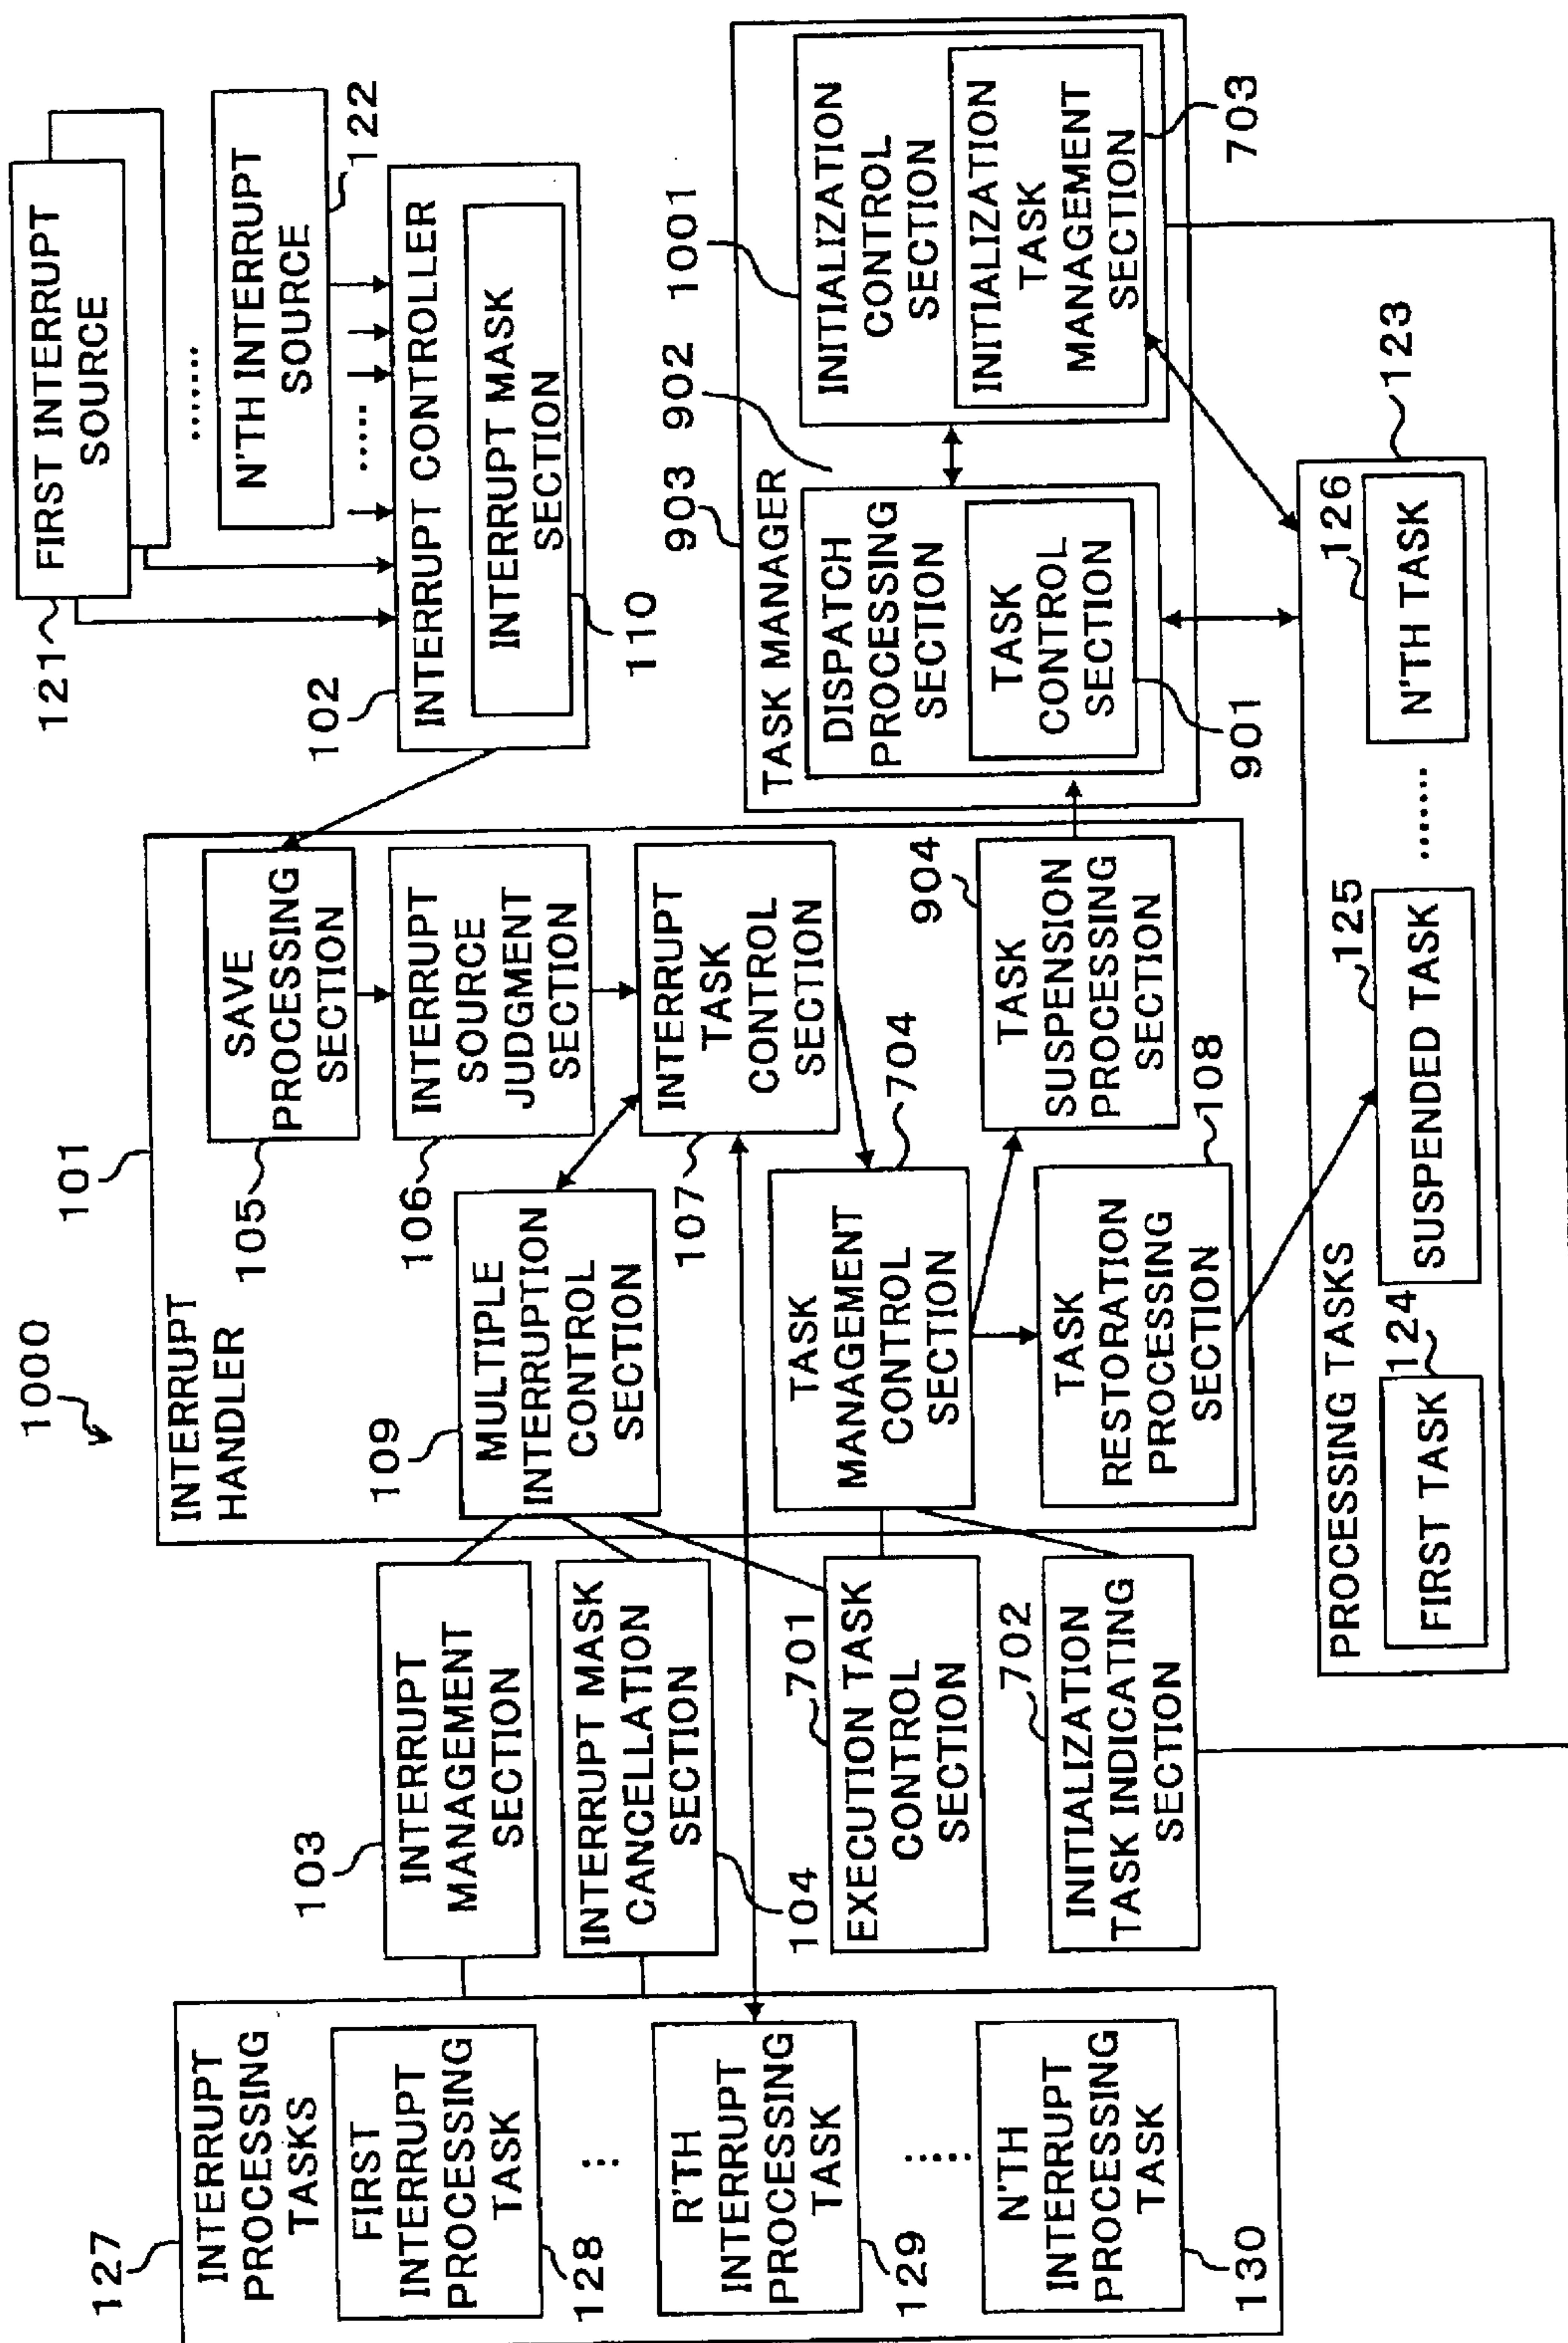 1000
127
INTERRUPT
PROCESSING
TASKS
FIRST
INTERRUPT
PROCESSING
TASK
128
R'TH
INTERRUPT
PROCESSING
TASK
129
N'TH
INTERRUPT
PROCESSING
TASK
130
103
INTERRUPT
MANAGEMENT
SECTION
INTERRUPT MASK
CANCELLATION
SECTION
104
701
EXECUTION TASK
CONTROL
SECTION
702
INITIALIZATION
TASK INDICATING
SECTION
101
INTERRUPT
HANDLER
105
SAVE
PROCESSING
SECTION
106
INTERRUPT
SOURCE
JUDGMENT
SECTION
109
MULTIPLE
INTERRUPTION
CONTROL
SECTION
107
INTERRUPT
TASK
CONTROL
SECTION
704
TASK
MANAGEMENT
CONTROL
SECTION
904
TASK
SUSPENSION
PROCESSING
SECTION
108
TASK
RESTORATION
PROCESSING
SECTION
121
FIRST INTERRUPT
SOURCE
.......
N'TH INTERRUPT
SOURCE
122
.....
102
INTERRUPT CONTROLLER
INTERRUPT MASK
SECTION
110
903
TASK MANAGER
902
DISPATCH
PROCESSING
SECTION
TASK
CONTROL
SECTION
901
1001
INITIALIZATION
CONTROL
SECTION
INITIALIZATION
TASK
MANAGEMENT
SECTION
703
123
PROCESSING TASKS
124
FIRST TASK
125
SUSPENDED TASK
.......
126
N'TH TASK